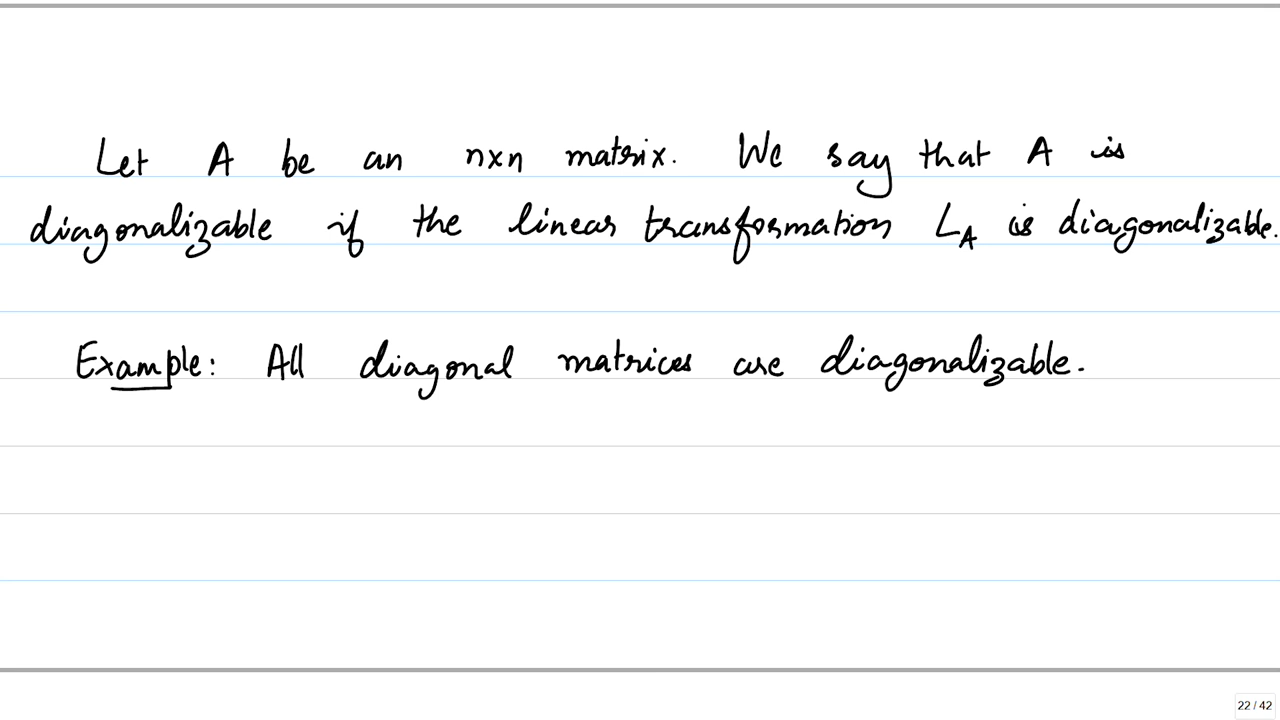 Let A be an n×n matrix. We say that A is
diagonalizable if the linear transformation L_A is diagonalizable.
Example: All diagonal matrices are diagonalizable.
22 / 42